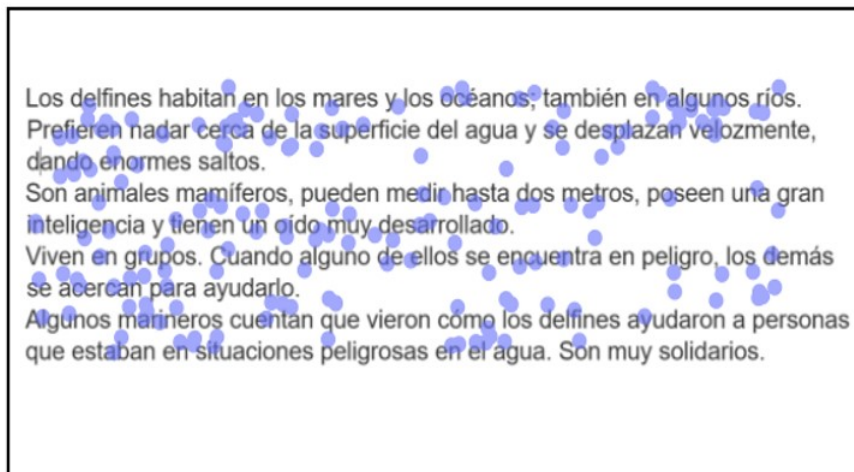 Los delfines habitan en los mares y los océanos; también en algunos ríos.
Prefieren nadar cerca de la superficie del agua y se desplazan velozmente,
dando enormes saltos.
Son animales mamíferos, pueden medir hasta dos metros, poseen una gran
inteligencia y tienen un oído muy desarrollado.
Viven en grupos. Cuando alguno de ellos se encuentra en peligro, los demás
se acercan para ayudarlo.
Algunos marineros cuentan que vieron cómo los delfines ayudaron a personas
que estaban en situaciones peligrosas en el agua. Son muy solidarios.